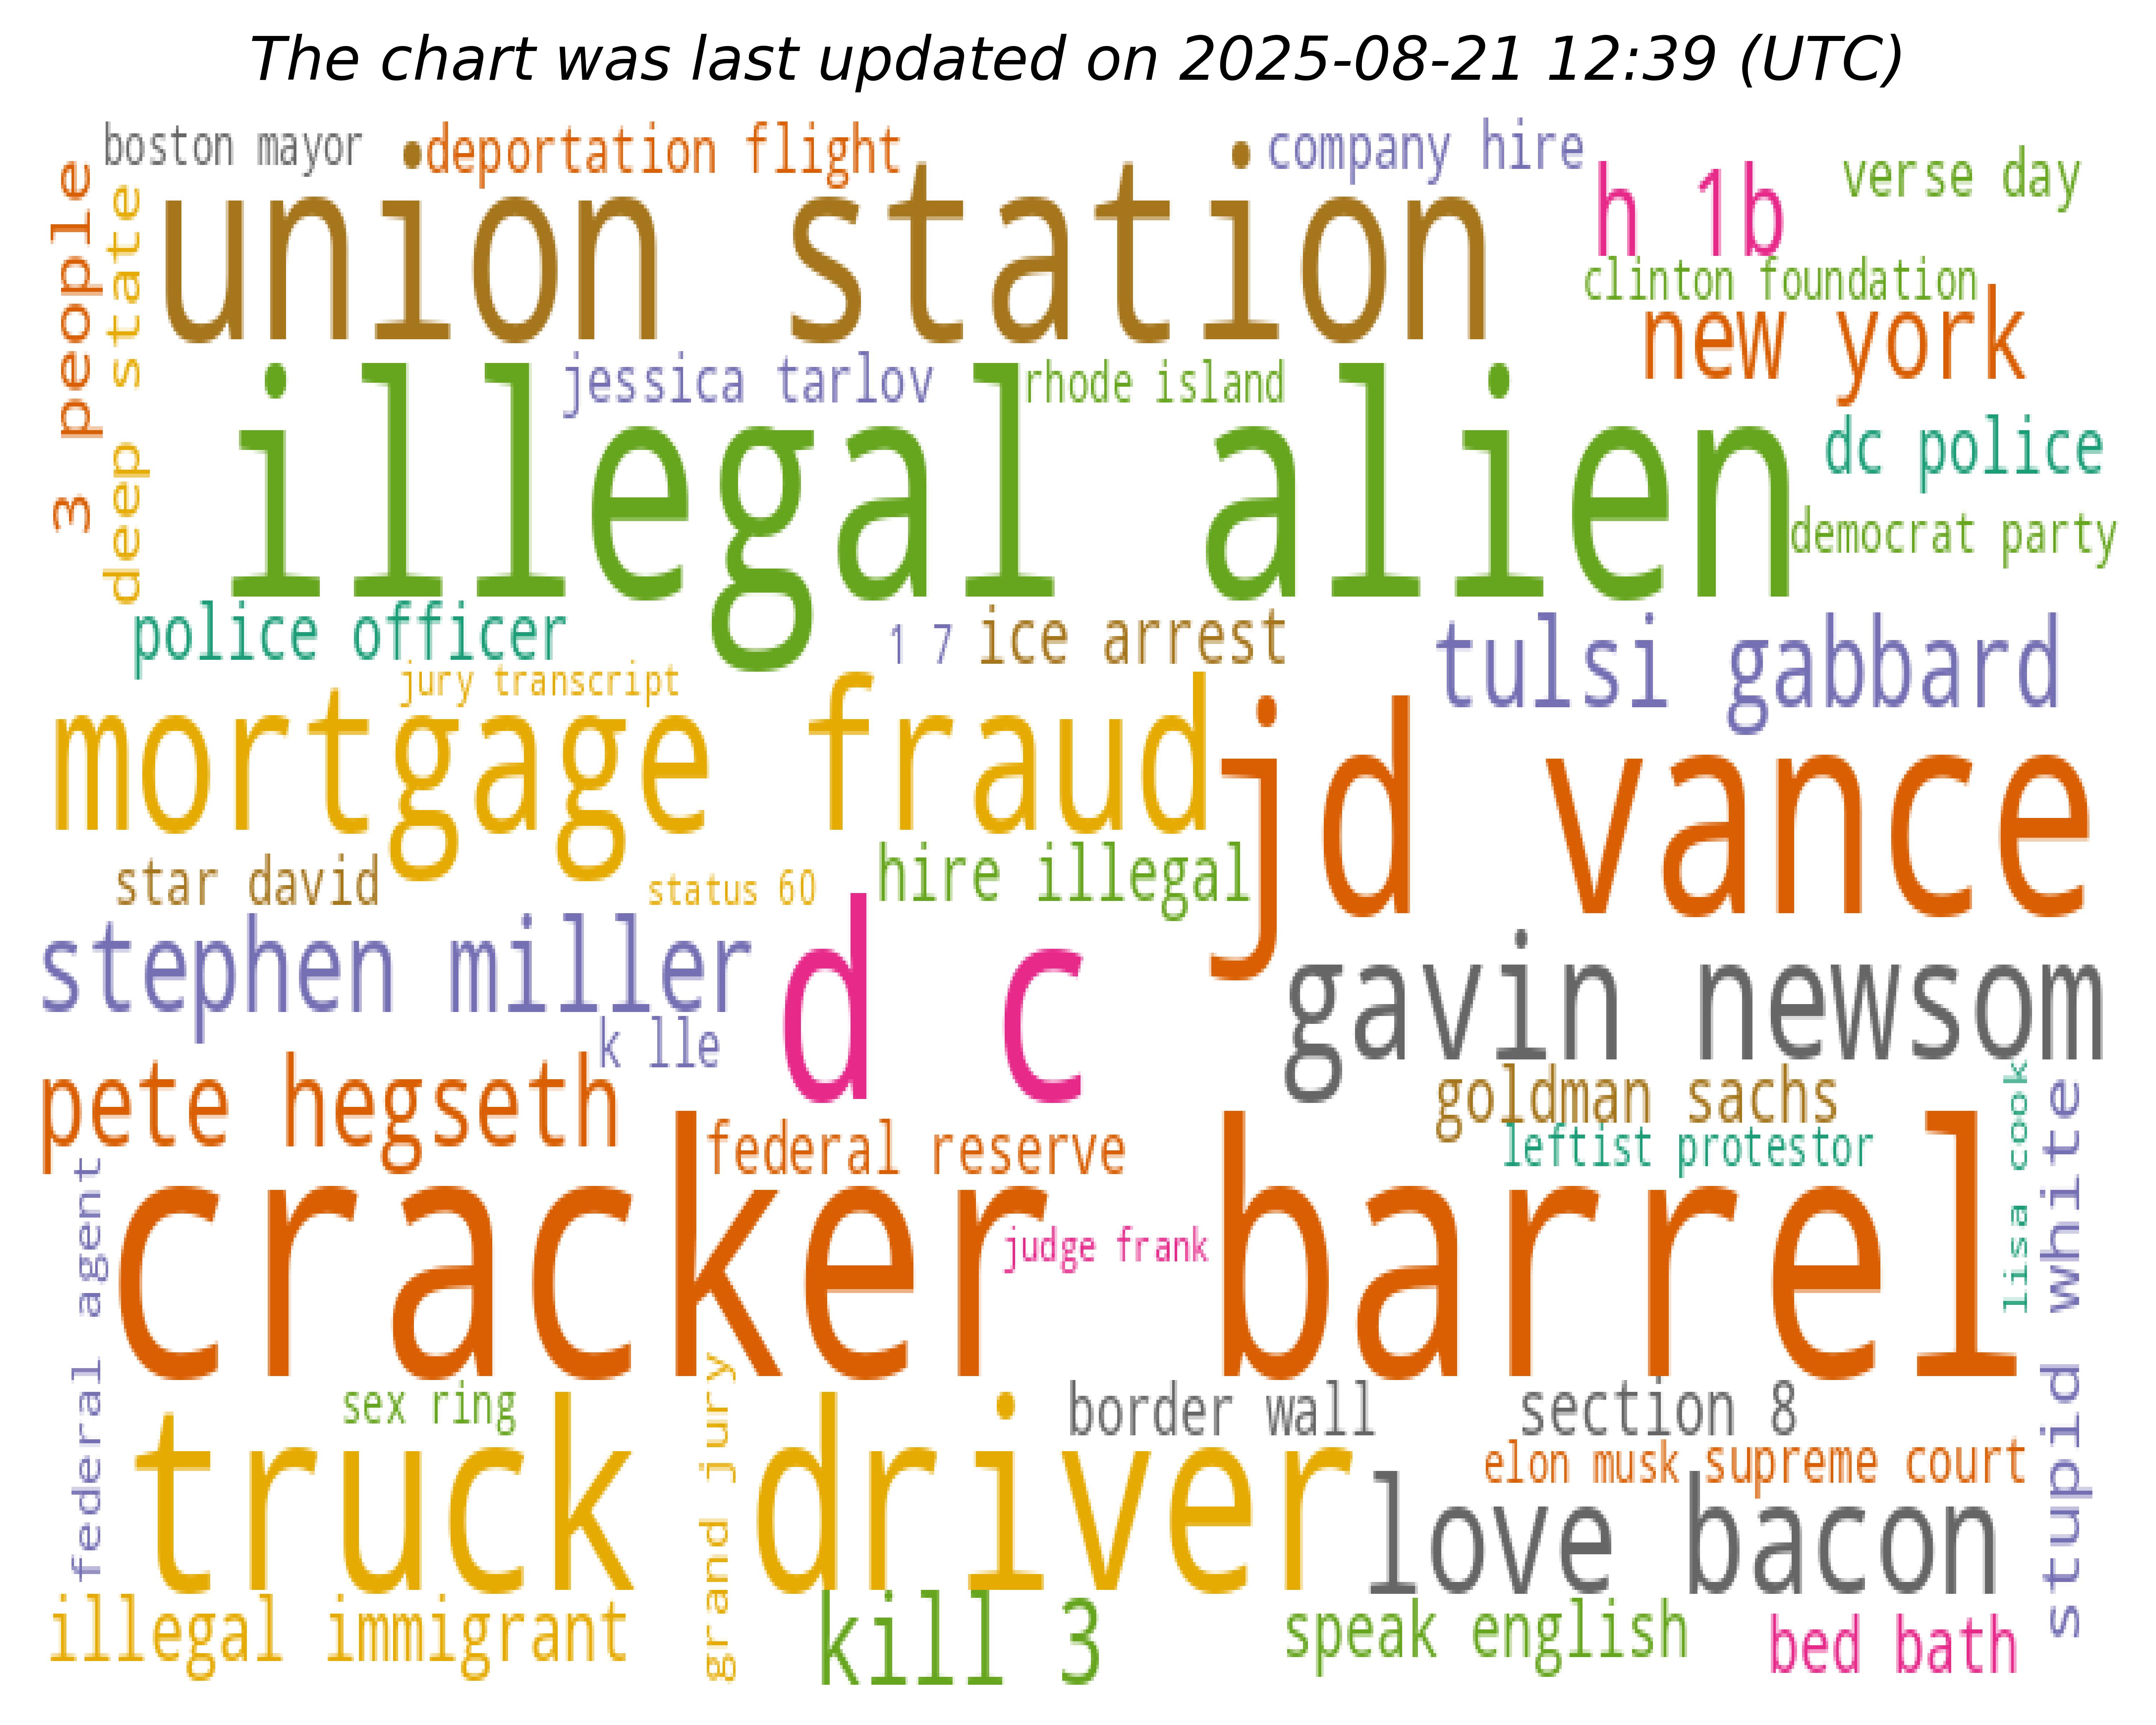 The chart was last updated on 2025-08-21 12:39 (UTC)
boston mayor
deportation flight
company hire
verse day
h 1b
union station
3 people
deep state
clinton foundation
new york
jessica tarlov
rhode island
illegal alien
dc police
democrat party
police officer
1 7
ice arrest
tulsi gabbard
jury transcript
mortgage fraud
jd vance
star david
status 60
hire illegal
stephen miller
d c
gavin newsom
k lle
pete hegseth
goldman sachs
federal reserve
leftist protestor
lisa cook
stupid white
federal agent
cracker barrel
judge frank
sex ring
grand jury
border wall
section 8
elon musk
supreme court
truck driver
love bacon
illegal immigrant
kill 3
speak english
bed bath